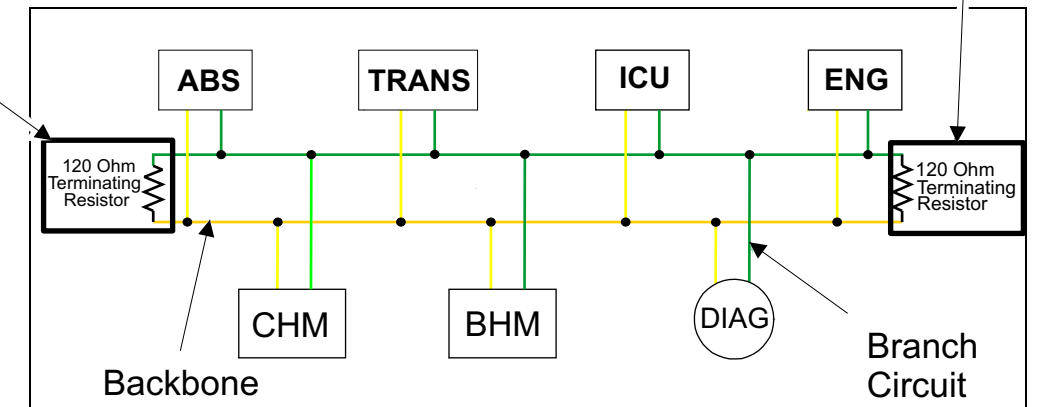 ABS
TRANS
ICU
ENG
120 Ohm
Terminating
Resistor
120 Ohm
Terminating
Resistor
CHM
BHM
DIAG
Backbone
Branch
Circuit